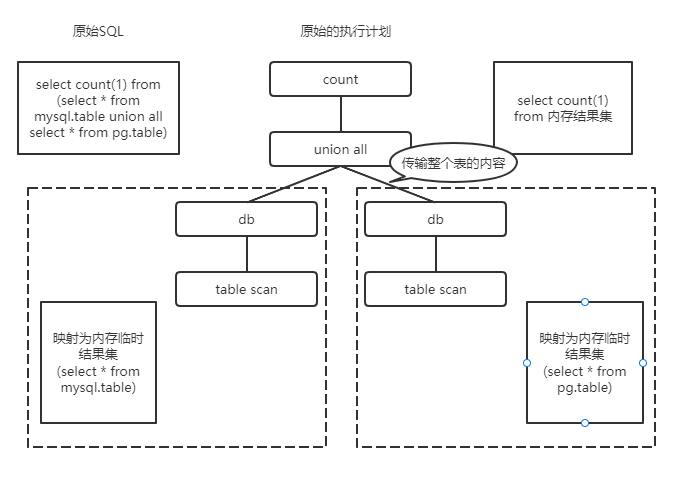 原始SQL
原始的执行计划
select count(1) from
(select * from
mysql.table union all
select * from pg.table)
count
select count(1)
from 内存结果集
union all
传输整个表的内容
db
db
table scan
table scan
映射为内存临时
结果集
(select * from
mysql.table)
映射为内存临时
结果集
(select * from
pg.table)